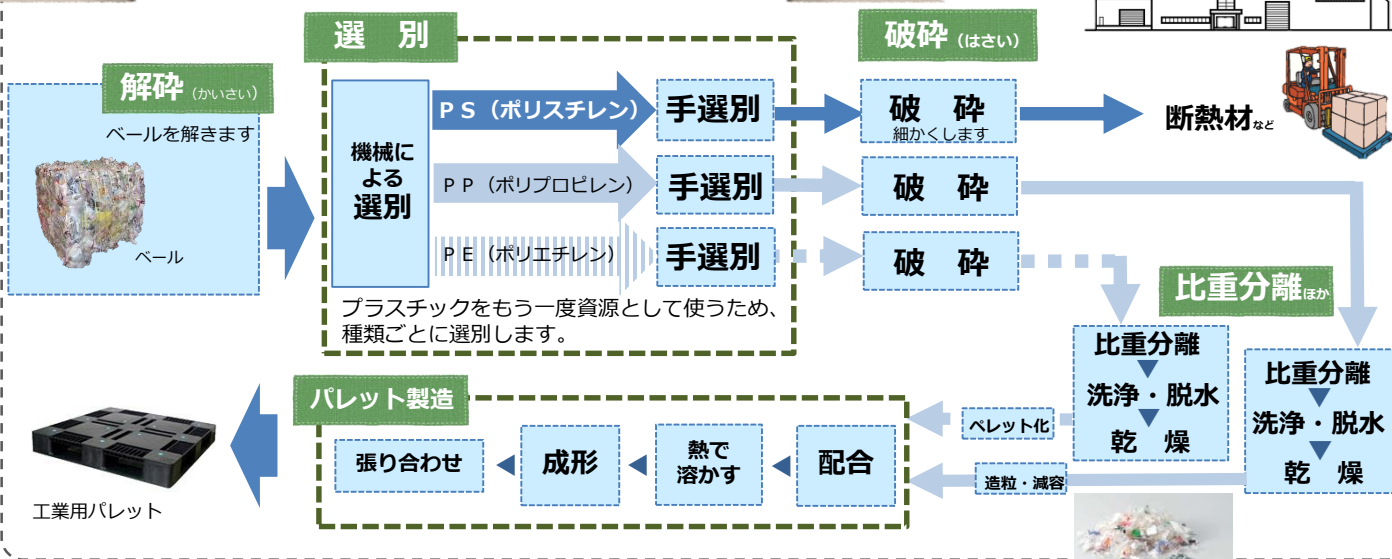 選 別
破砕 (はさい)
解砕 (かいさい)
ベールを解きます
ベール
機械に
よる
選別
ＰＳ（ポリスチレン）
手選別
破 砕
細かくします
断熱材など
ＰＰ（ポリプロピレン）
手選別
破 砕
ＰＥ（ポリエチレン）
手選別
破 砕
プラスチックをもう一度資源として使うため、
種類ごとに選別します。
比重分離ほか
比重分離
洗浄・脱水
乾 燥
比重分離
洗浄・脱水
乾 燥
ペレット化
造粒・減容
パレット製造
配合
熱で
溶かす
成形
張り合わせ
工業用パレット